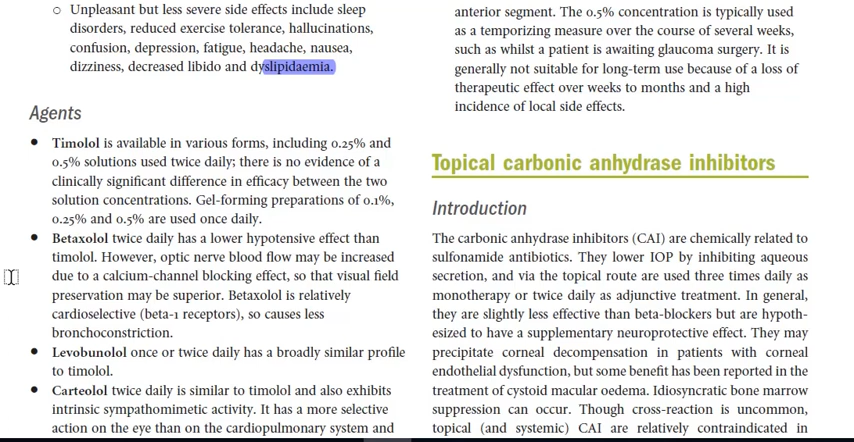 ○ Unpleasant but less severe side effects include sleep
disorders, reduced exercise tolerance, hallucinations,
confusion, depression, fatigue, headache, nausea,
dizziness, decreased libido and dyslipidaemia.
Agents
● Timolol is available in various forms, including 0.25% and
0.5% solutions used twice daily; there is no evidence of a
clinically significant difference in efficacy between the two
solution concentrations. Gel-forming preparations of 0.1%,
0.25% and 0.5% are used once daily.
● Betaxolol twice daily has a lower hypotensive effect than
timolol. However, optic nerve blood flow may be increased
due to a calcium-channel blocking effect, so that visual field
preservation may be superior. Betaxolol is relatively
cardioselective (beta-1 receptors), so causes less
bronchoconstriction.
● Levobunolol once or twice daily has a broadly similar profile
to timolol.
● Carteolol twice daily is similar to timolol and also exhibits
intrinsic sympathomimetic activity. It has a more selective
action on the eye than on the cardiopulmonary system and
anterior segment. The 0.5% concentration is typically used
as a temporizing measure over the course of several weeks,
such as whilst a patient is awaiting glaucoma surgery. It is
generally not suitable for long-term use because of a loss of
therapeutic effect over weeks to months and a high
incidence of local side effects.
Topical carbonic anhydrase inhibitors
Introduction
The carbonic anhydrase inhibitors (CAI) are chemically related to
sulfonamide antibiotics. They lower IOP by inhibiting aqueous
secretion, and via the topical route are used three times daily as
monotherapy or twice daily as adjunctive treatment. In general,
they are slightly less effective than beta-blockers but are hypoth-
esized to have a supplementary neuroprotective effect. They may
precipitate corneal decompensation in patients with corneal
endothelial dysfunction, but some benefit has been reported in the
treatment of cystoid macular oedema. Idiosyncratic bone marrow
suppression can occur. Though cross-reaction is uncommon,
topical (and systemic) CAI are relatively contraindicated in